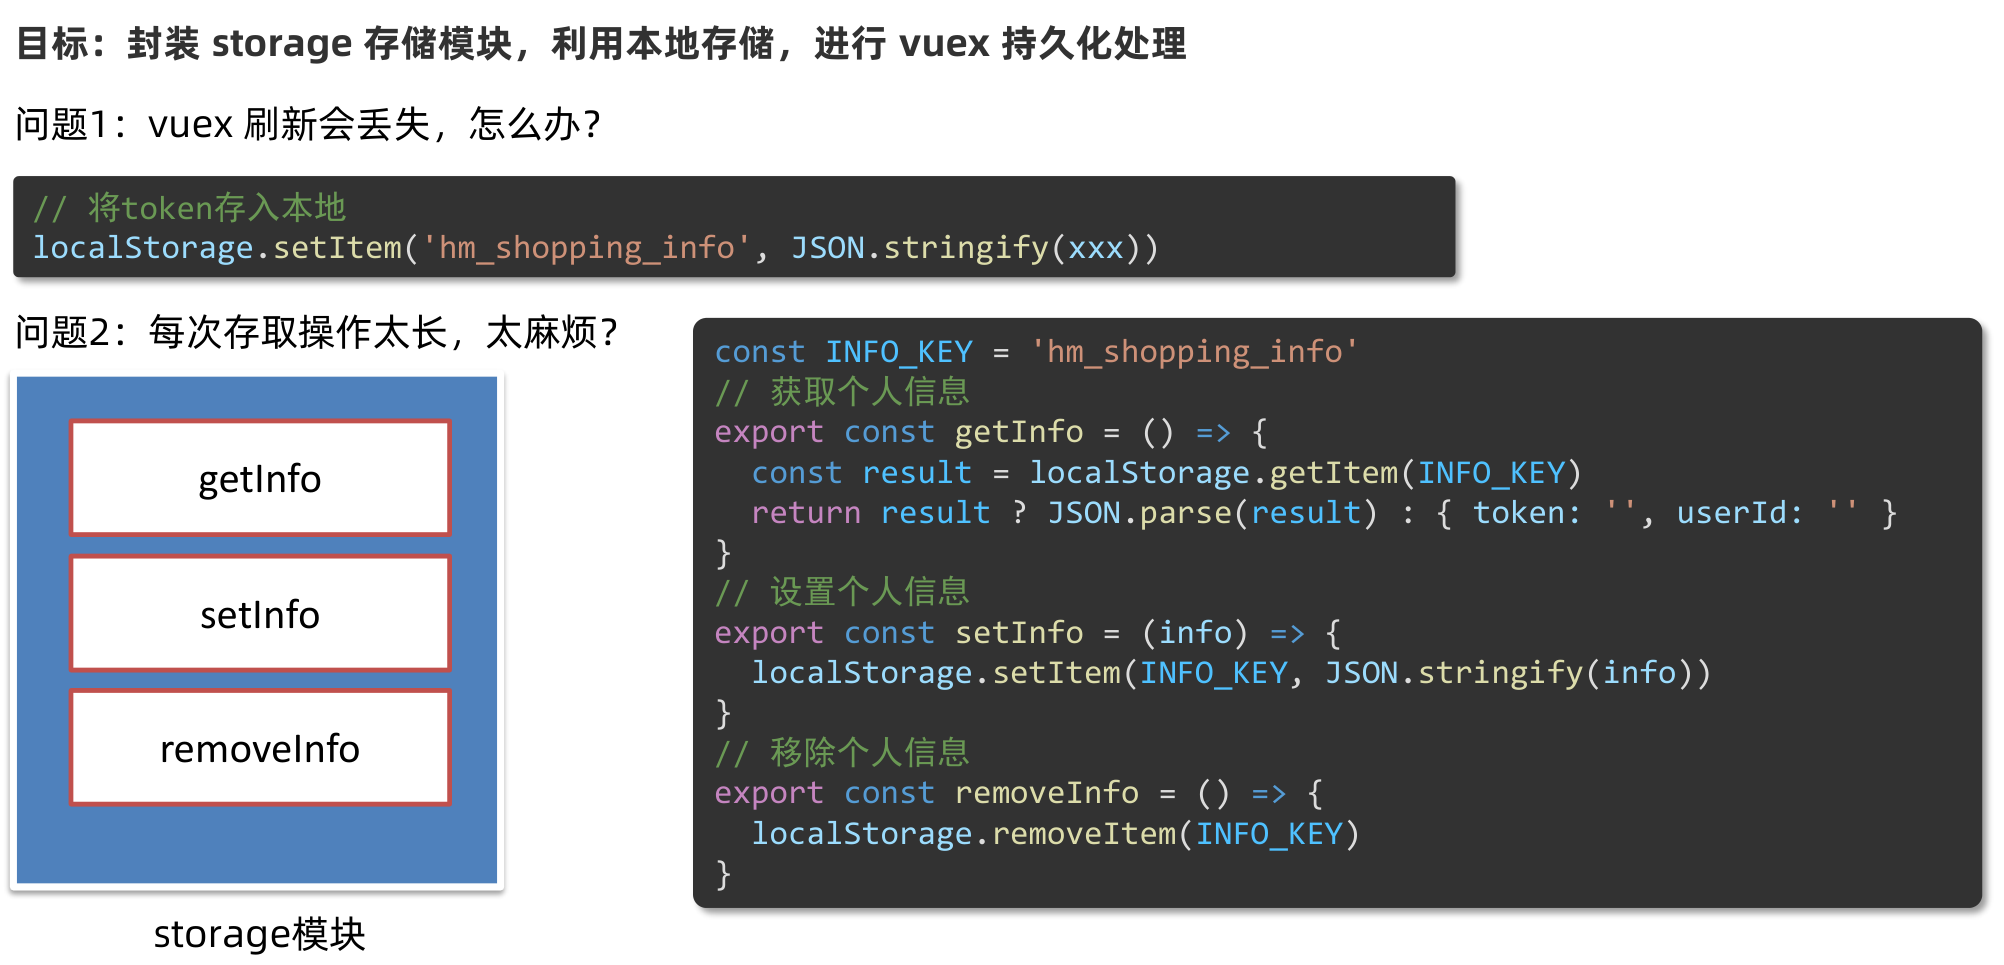 目标：封装 storage 存储模块，利用本地存储，进行 vuex 持久化处理
问题1：vuex 刷新会丢失，怎么办？
// 将token存入本地
localStorage.setItem('hm_shopping_info', JSON.stringify(xxx))
问题2：每次存取操作太长，太麻烦？
getInfo
setInfo
removeInfo
storage模块
const INFO_KEY = 'hm_shopping_info'
// 获取个人信息
export const getInfo = () => {
  const result = localStorage.getItem(INFO_KEY)
  return result ? JSON.parse(result) : { token: '', userId: '' }
}
// 设置个人信息
export const setInfo = (info) => {
  localStorage.setItem(INFO_KEY, JSON.stringify(info))
}
// 移除个人信息
export const removeInfo = () => {
  localStorage.removeItem(INFO_KEY)
}